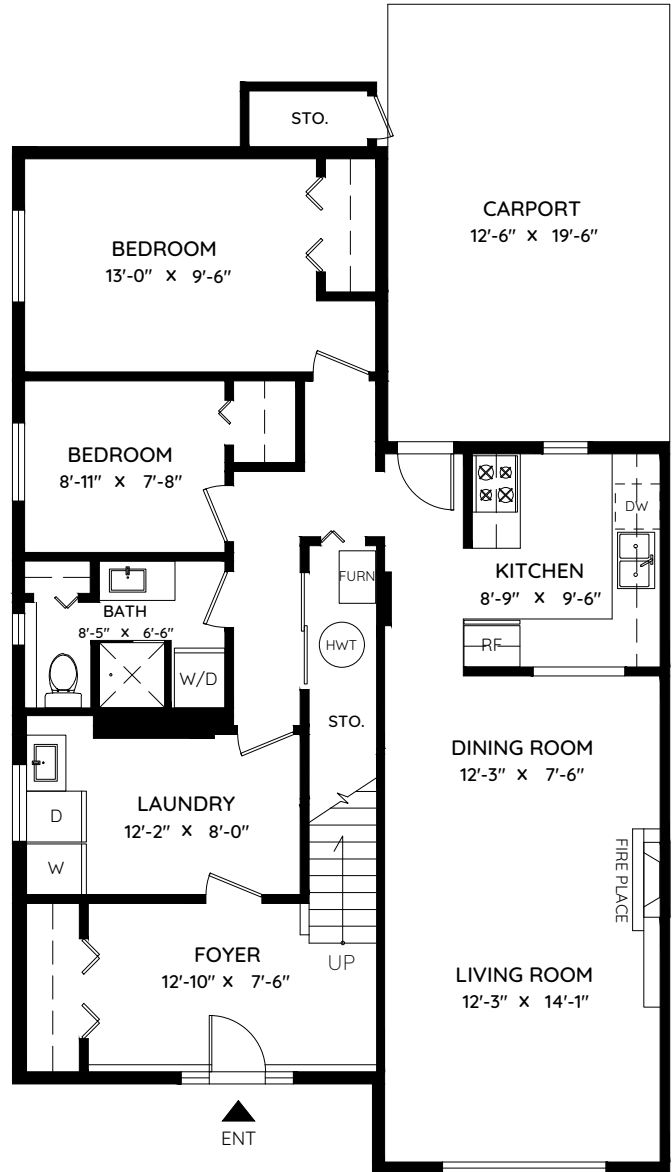 STO.
CARPORT
12'-6" X 19'-6"
BEDROOM
13'-0" X 9'-6"
BEDROOM
8'-11" X 7'-8"
DW
KITCHEN
8'-9" X 9'-6"
RF
FURN
HWT
BATH
8'-5" X 6'-6"
W/D
STO.
DINING ROOM
12'-3" X 7'-6"
LAUNDRY
12'-2" X 8'-0"
D
W
FIRE PLACE
FOYER
12'-10" X 7'-6"
UP
LIVING ROOM
12'-3" X 14'-1"
ENT